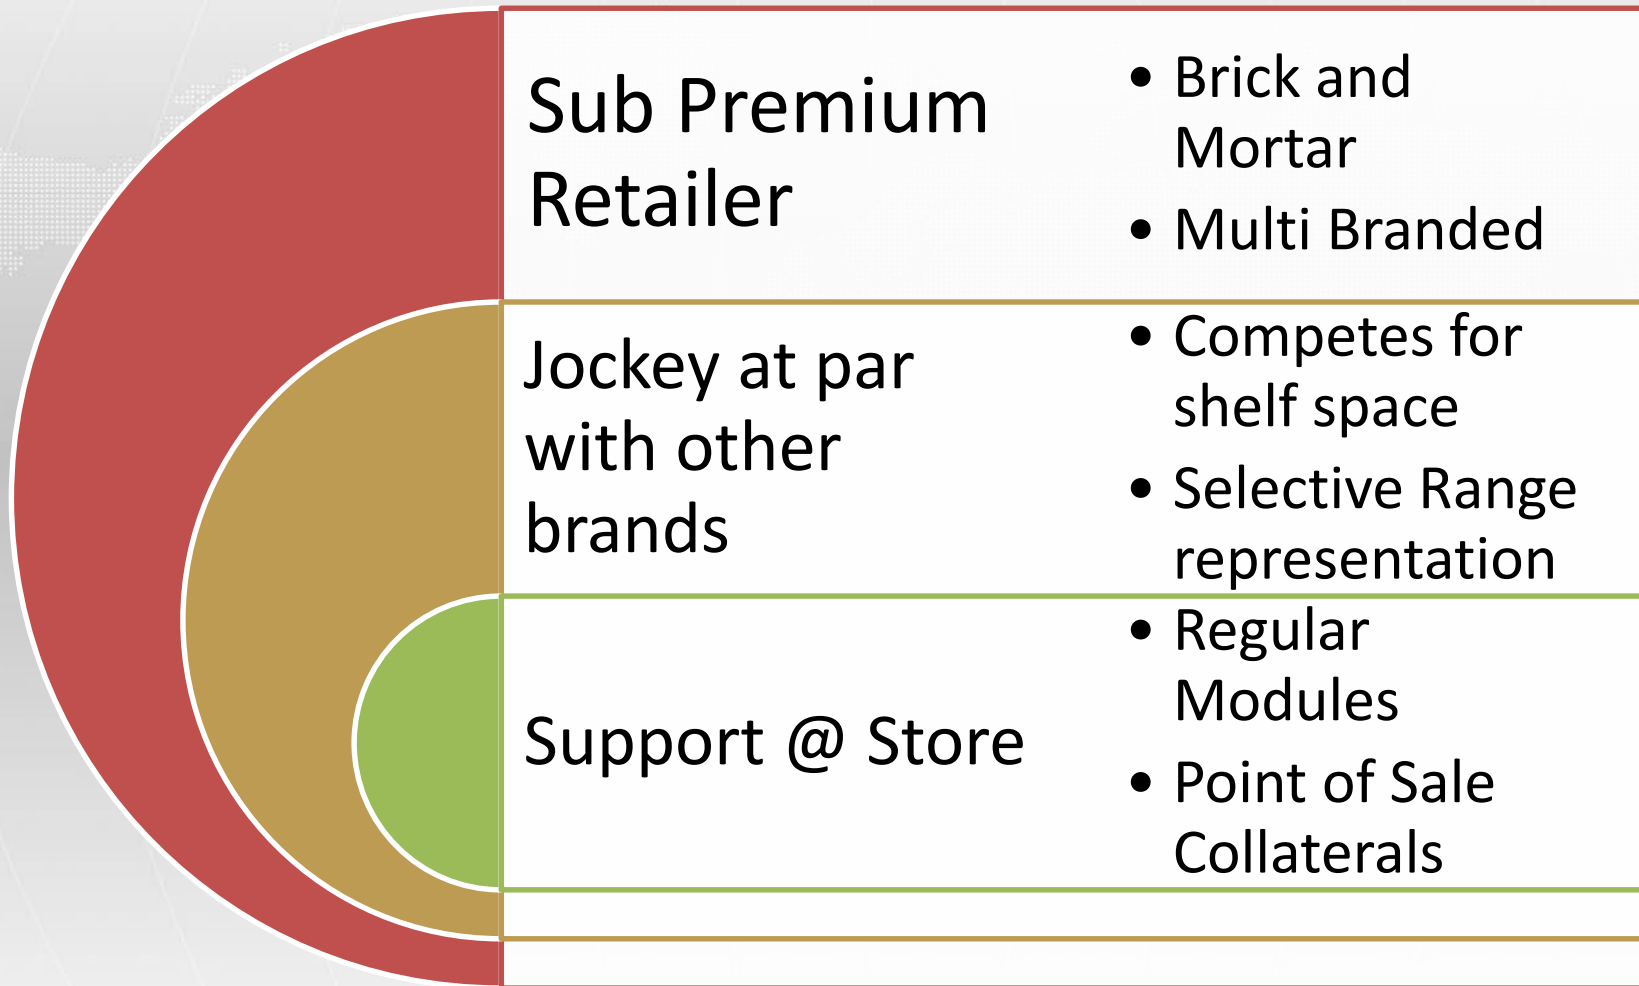 Sub Premium
Retailer
• Brick and
Mortar
• Multi Branded
Jockey at par
with other
brands
• Competes for
shelf space
• Selective Range
representation
Support @ Store
• Regular
Modules
• Point of Sale
Collaterals